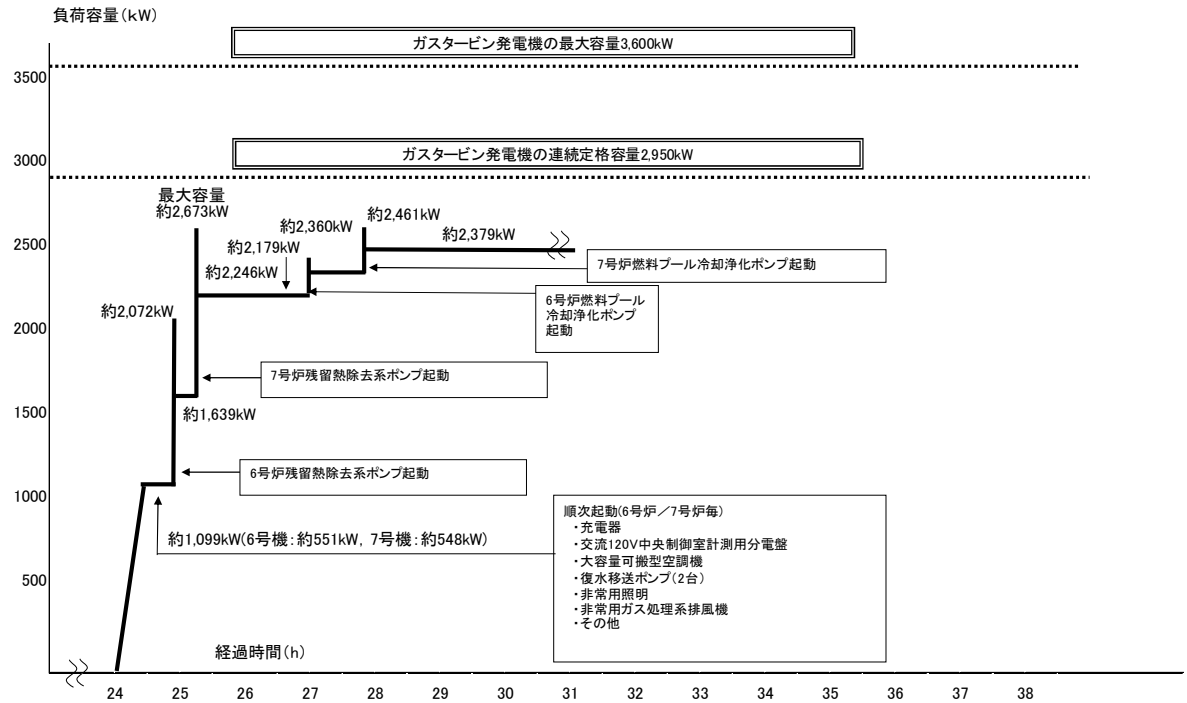 負荷容量(kW)
ガスタービン発電機の最大容量3,600kW
3500
ガスタービン発電機の連続定格容量2,950kW
3000
最大容量
約2,673kW
約2,461kW
約2,360kW
約2,379kW
約2,179kW
2500
7号炉燃料プール冷却浄化ポンプ起動
約2,246kW
6号炉燃料プール
冷却浄化ポンプ
起動
約2,072kW
2000
7号炉残留熱除去系ポンプ起動
1500
約1,639kW
6号炉残留熱除去系ポンプ起動
1000
順次起動(6号炉/7号炉毎)
・充電器
・交流120V中央制御室計測用分電盤
・大容量可搬型空調機
・復水移送ポンプ(2台)
・非常用照明
・非常用ガス処理系排風機
・その他
約1,099kW(6号機:約551kW, 7号機:約548kW)
500
経過時間(h)
24 25 26 27 28 29 30 31 32 33 34 35 36 37 38